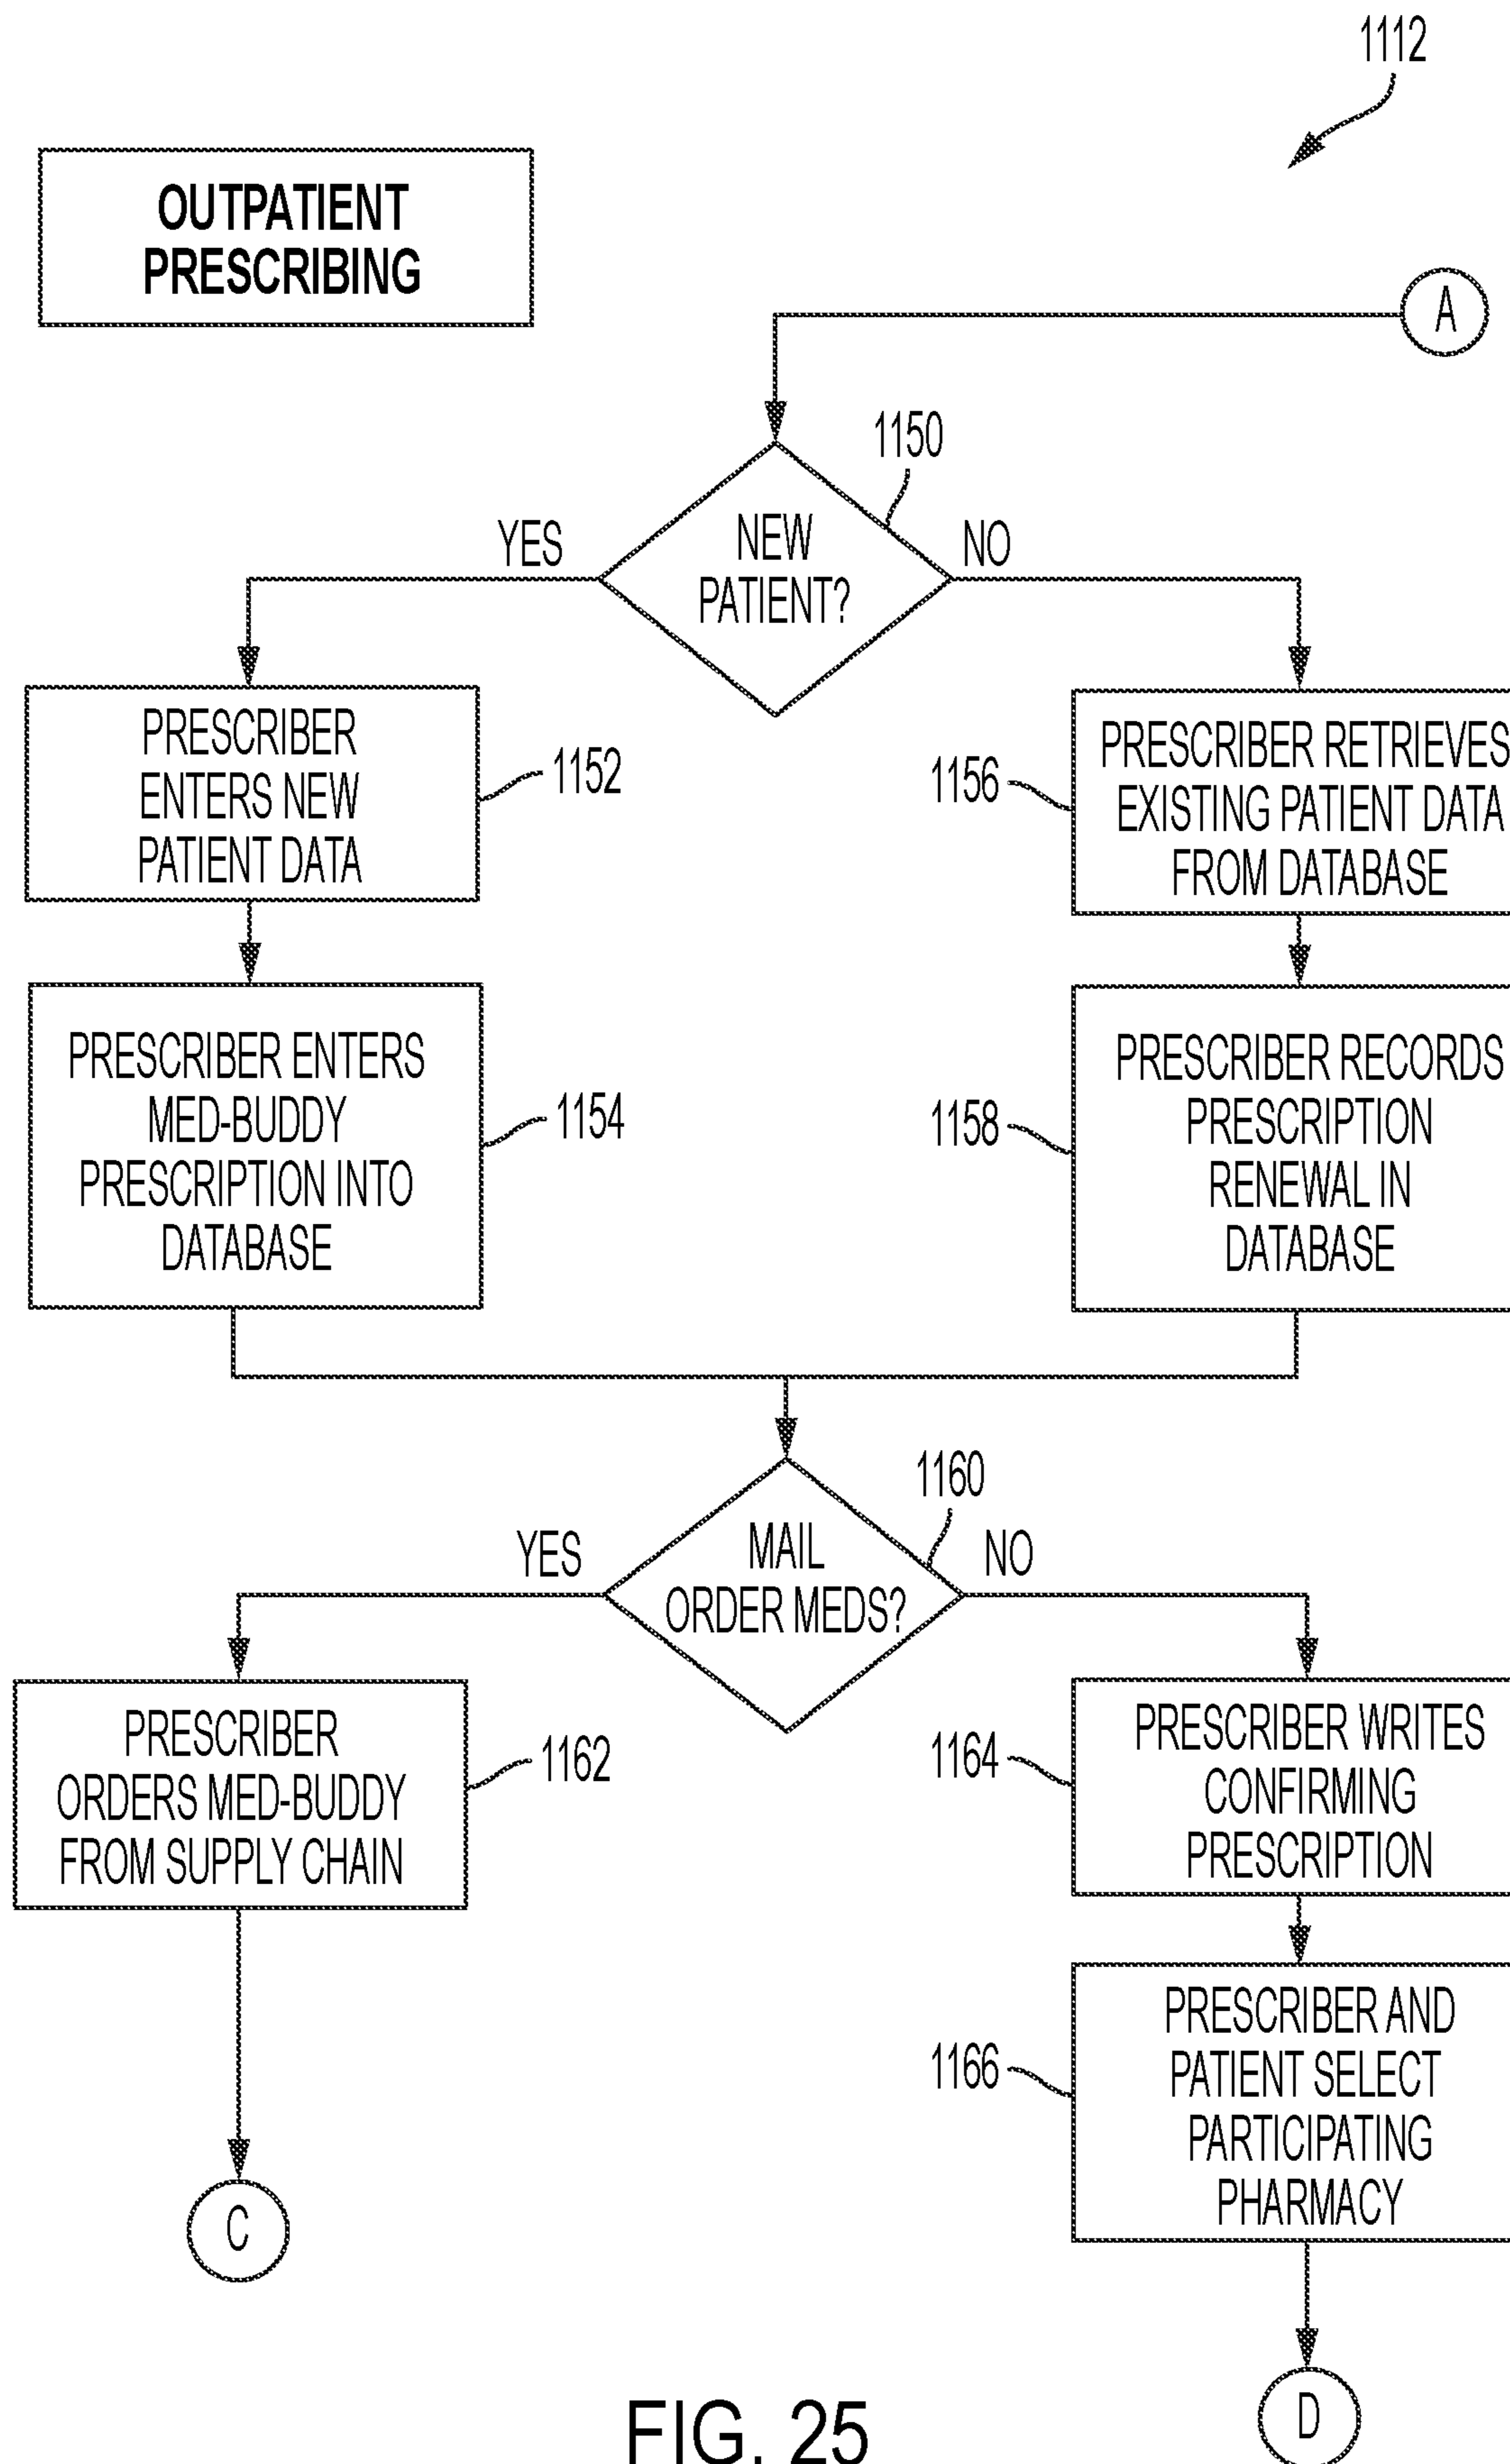 1112
OUTPATIENT
PRESCRIBING
A
1150
YES
NEW
PATIENT?
NO
PRESCRIBER
ENTERS NEW
PATIENT DATA
1152
1156
PRESCRIBER RETRIEVES
EXISTING PATIENT DATA
FROM DATABASE
PRESCRIBER ENTERS
MED-BUDDY
PRESCRIPTION INTO
DATABASE
1154
1158
PRESCRIBER RECORDS
PRESCRIPTION
RENEWAL IN
DATABASE
1160
YES
MAIL
ORDER MEDS?
NO
PRESCRIBER
ORDERS MED-BUDDY
FROM SUPPLY CHAIN
1162
1164
PRESCRIBER WRITES
CONFIRMING
PRESCRIPTION
1166
PRESCRIBER AND
PATIENT SELECT
PARTICIPATING
PHARMACY
C
D
FIG. 25